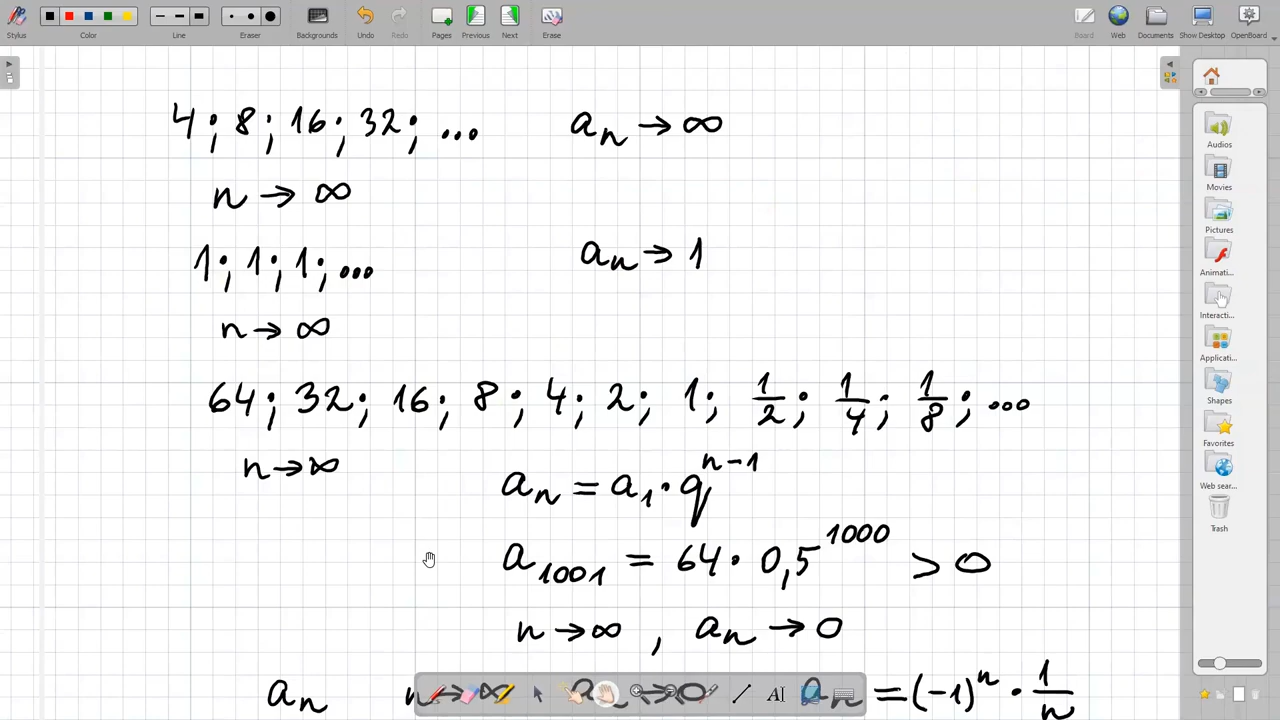 Stylus Color Line Eraser Backgrounds Undo Redo Pages Previous Next Erase Board Web Documents Show Desktop OpenBoard
4; 8; 16; 32; ... aₙ → ∞
n → ∞
1; 1; 1; ... aₙ → 1
n → ∞
64; 32; 16; 8; 4; 2; 1; 1/2; 1/4; 1/8; ...
n → ∞
aₙ = a₁ · qⁿ⁻¹
a₁₀₀₁ = 64 · 0,5¹⁰⁰⁰ > 0
n → ∞, aₙ → 0
aₙ n → ∞ a → 0 aₙ = (-1)ⁿ · 1/n
Audios
Movies
Pictures
Animati...
Interacti...
Applicati...
Shapes
Favorites
Web sear...
Trash